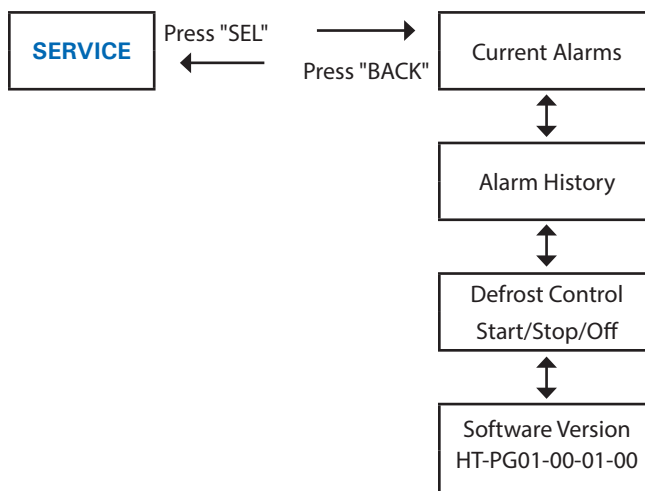 SERVICE
Press "SEL"
Press "BACK"
Current Alarms
Alarm History
Defrost Control
Start/Stop/Off
Software Version
HT-PG01-00-01-00